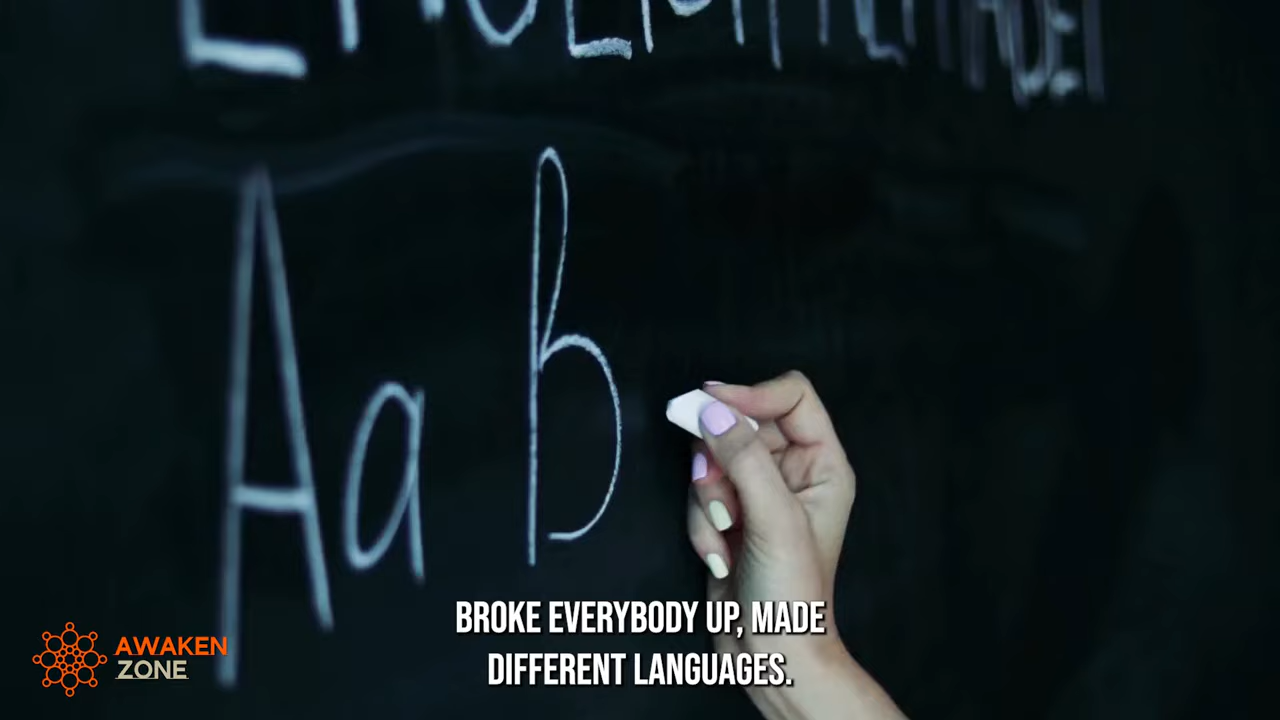 Aa B
BROKE EVERYBODY UP, MADE
DIFFERENT LANGUAGES.
AWAKEN
ZONE